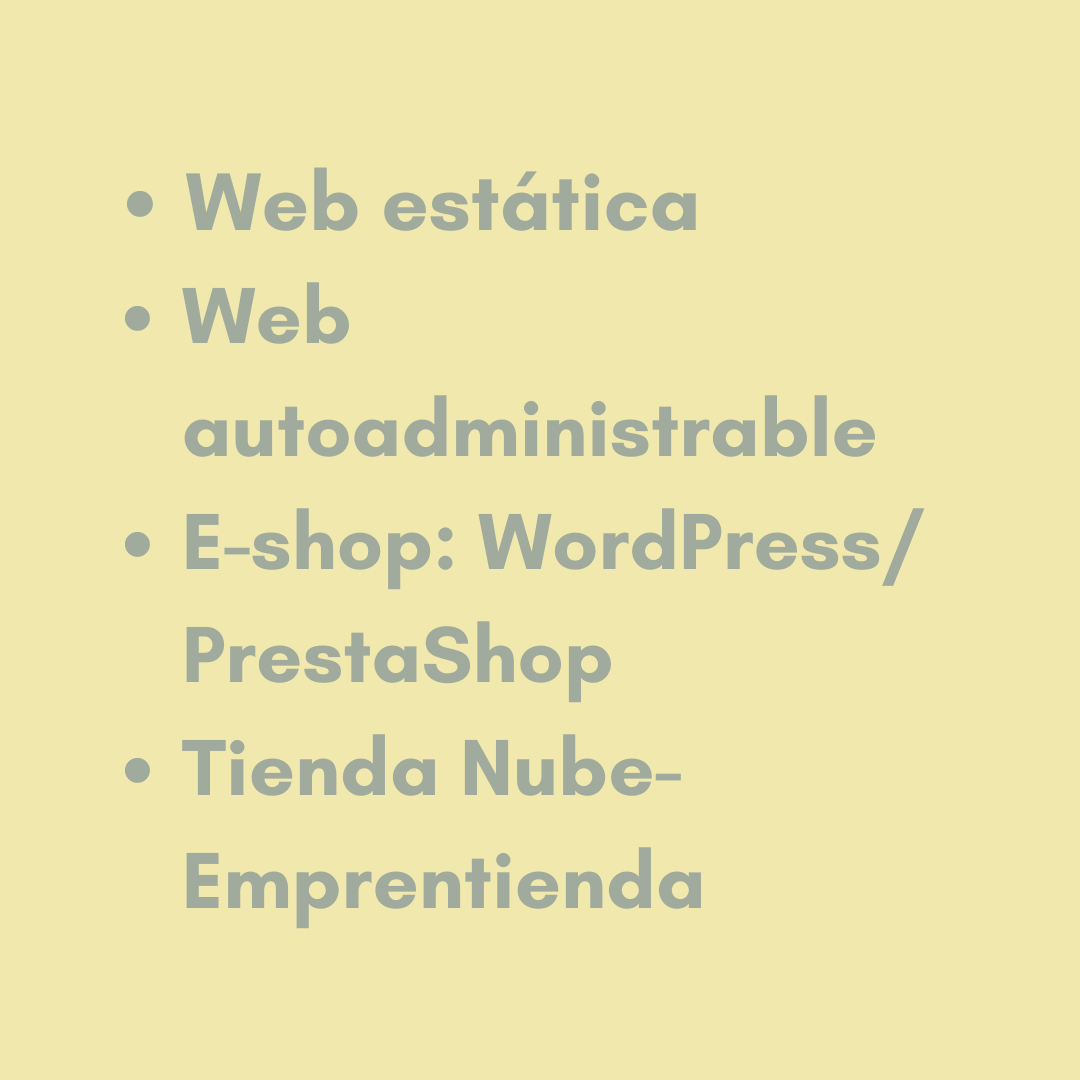 • Web estática
• Web
autoadministrable
• E-shop: WordPress/
PrestaShop
• Tienda Nube-
Emprentienda